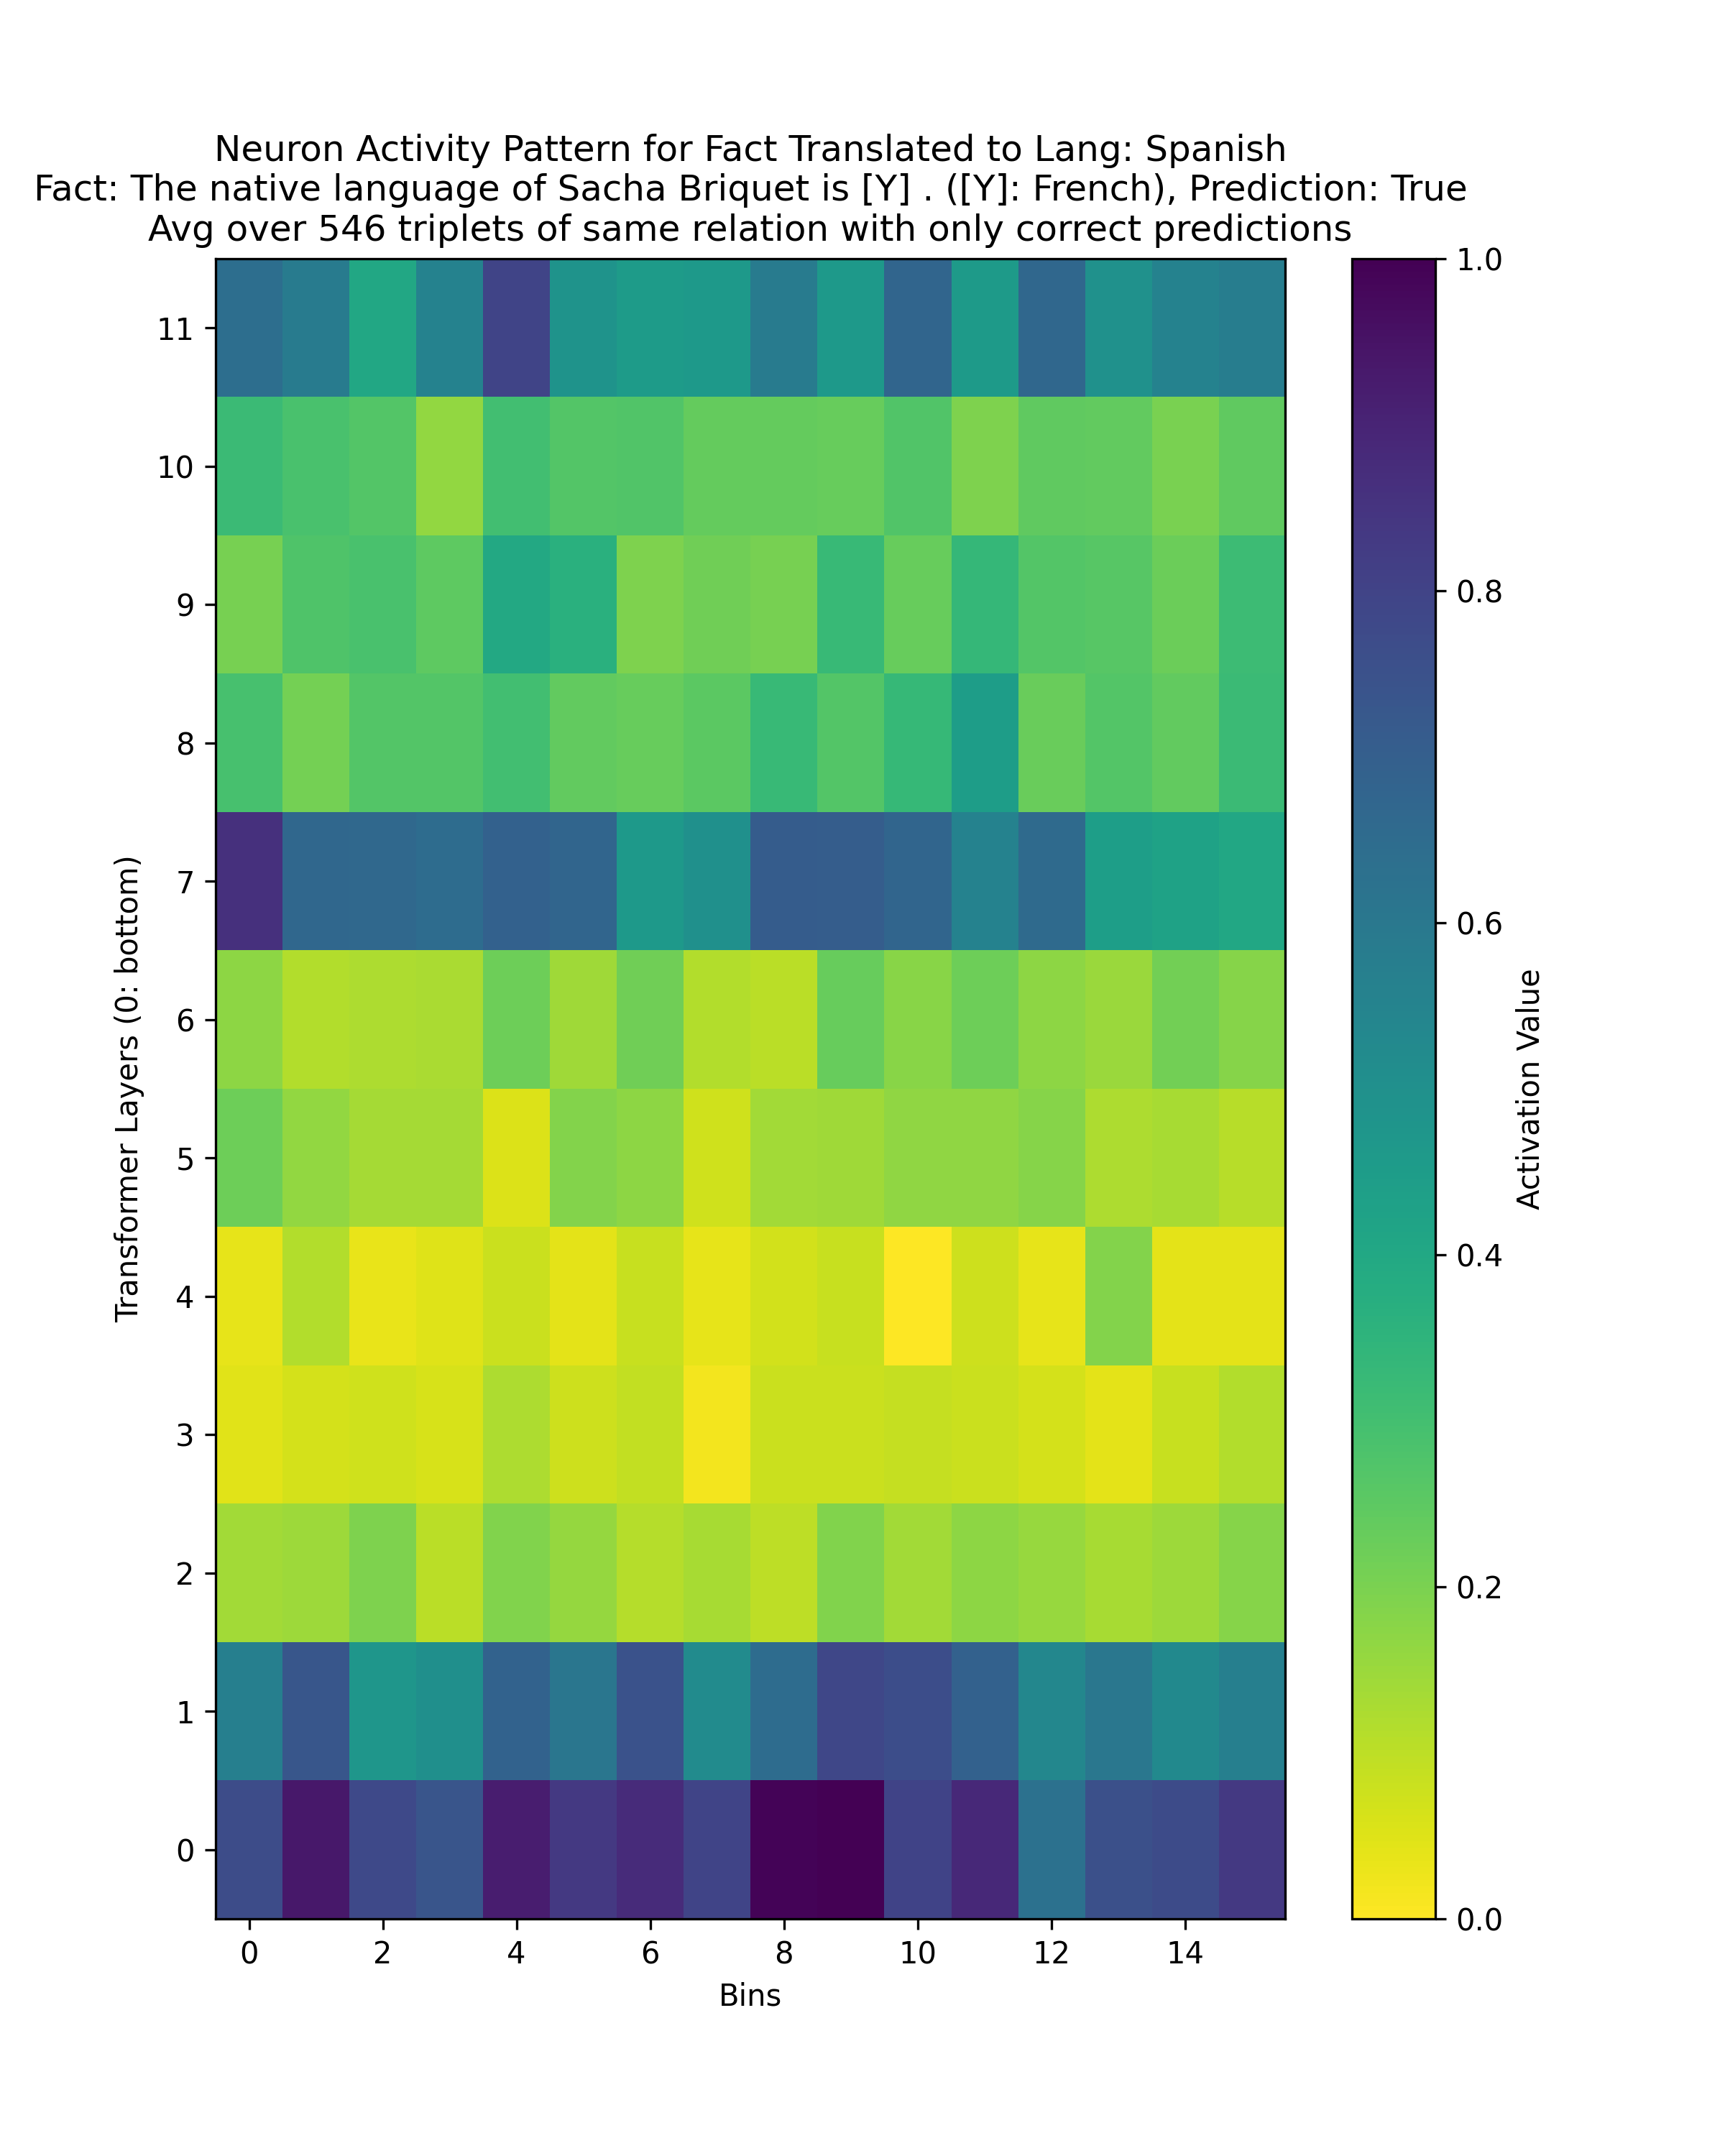 Neuron Activity Pattern for Fact Translated to Lang: Spanish
Fact: The native language of Sacha Briquet is [Y] . ([Y]: French), Prediction: True
Avg over 546 triplets of same relation with only correct predictions
11
10
9
8
7
6
5
4
3
2
1
0
Transformer Layers (0: bottom)
0 2 4 6 8 10 12 14
Bins
1.0
0.8
0.6
0.4
0.2
0.0
Activation Value